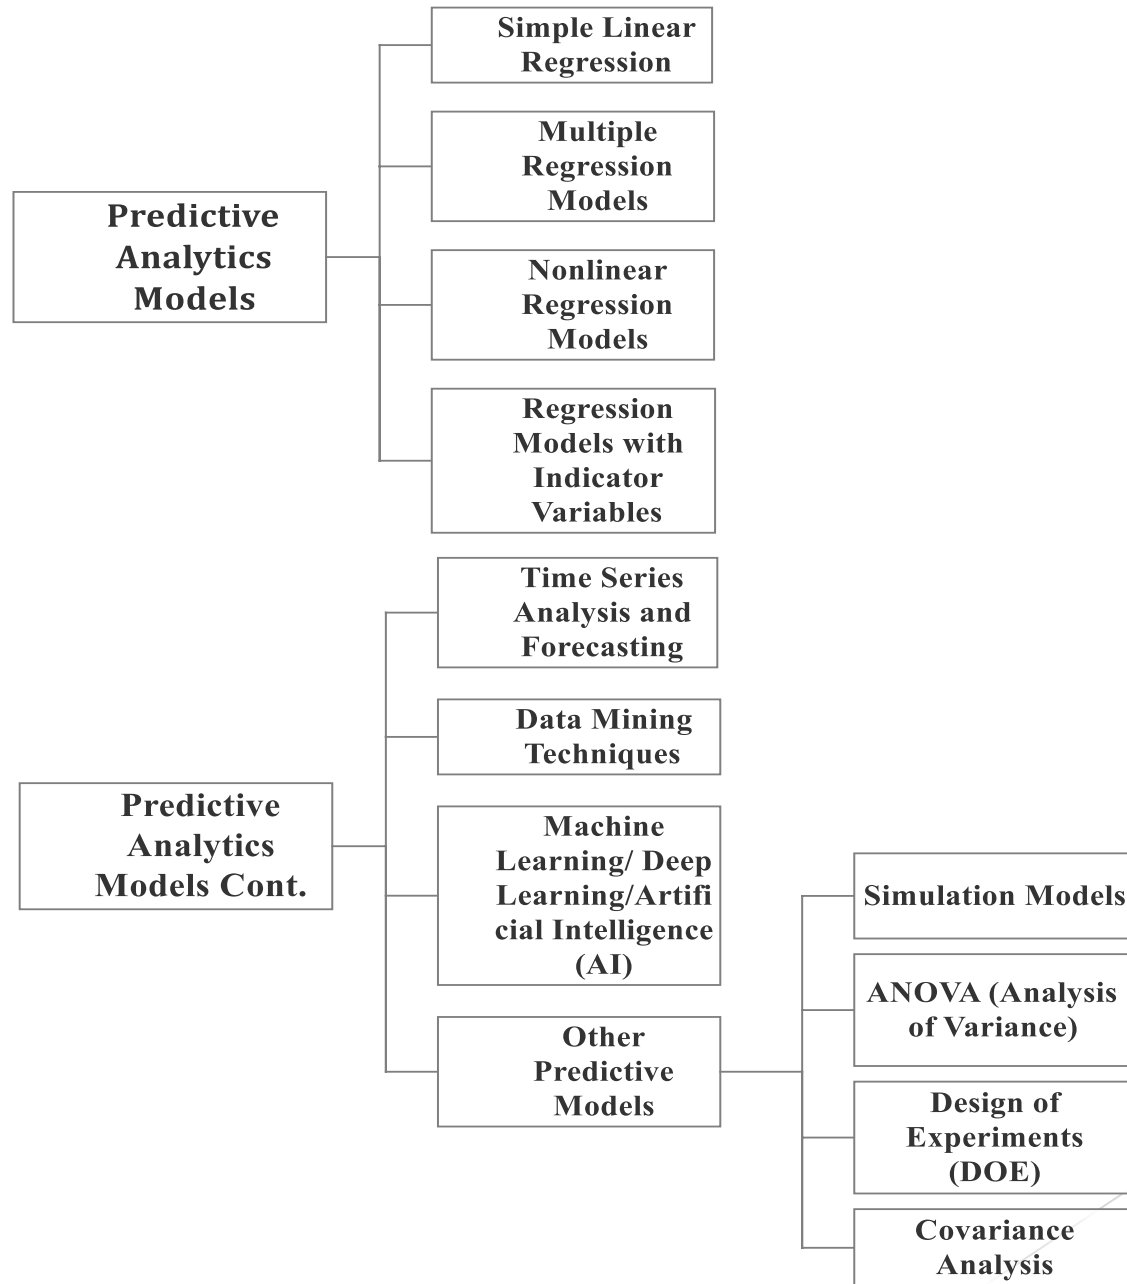 Simple Linear
Regression
Multiple
Regression
Models
Predictive
Analytics
Models
Nonlinear
Regression
Models
Regression
Models with
Indicator
Variables
Time Series
Analysis and
Forecasting
Data Mining
Techniques
Predictive
Analytics
Models Cont.
Machine
Learning/ Deep
Learning/Artifi
cial Intelligence
(AI)
Other
Predictive
Models
Simulation Models
ANOVA (Analysis
of Variance)
Design of
Experiments
(DOE)
Covariance
Analysis